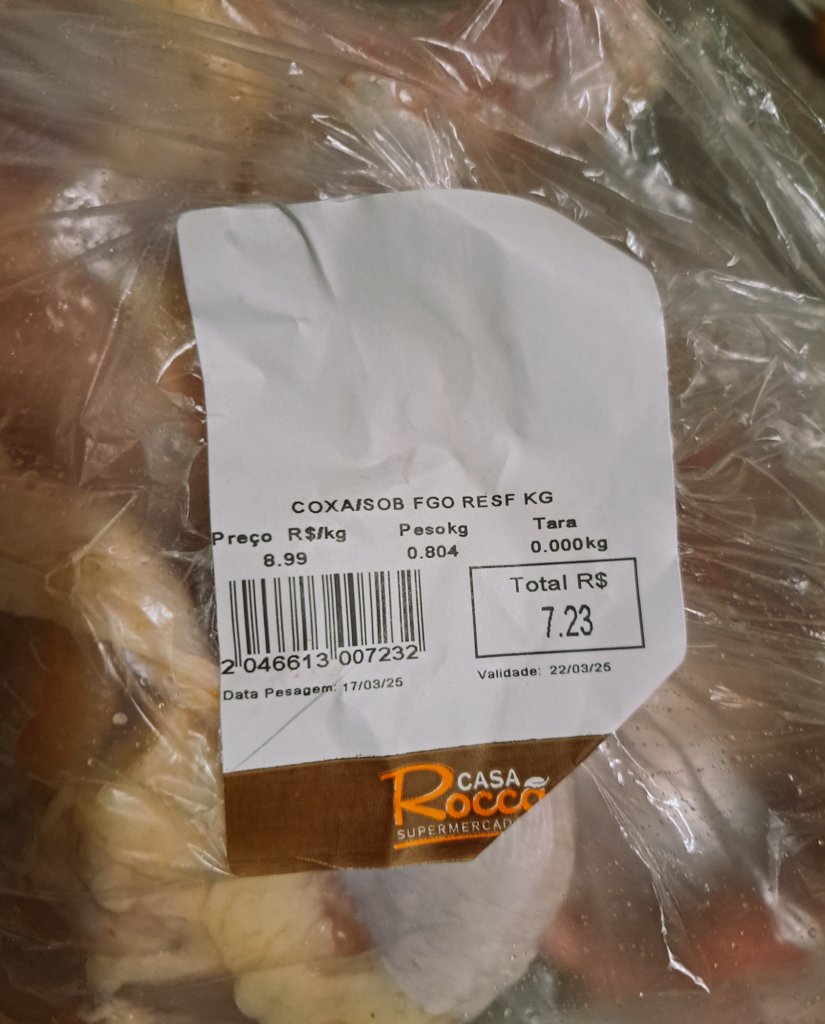 COXA/SOB FGO RESF KG
Preço R$/kg Pesokg Tara
8.99 0.804 0.000kg
Total R$
7.23
2 046613 007232
Data Pesagem: 17/03/25 Validade: 22/03/25
CASA
Rocca
SUPERMERCAD